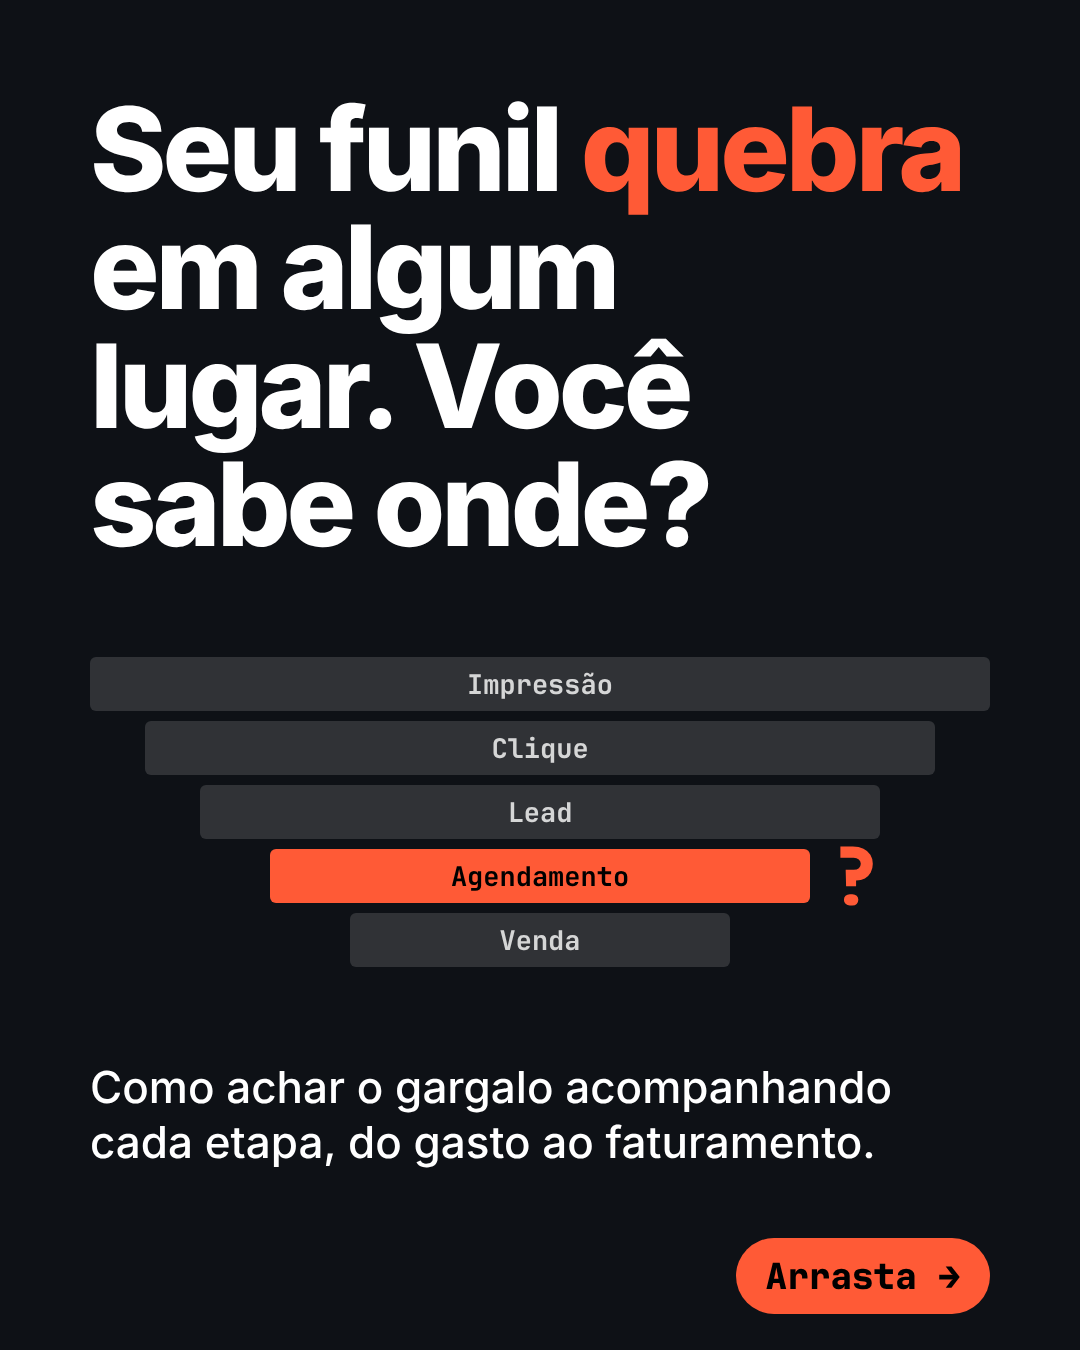 Seu funil quebra
em algum
lugar. Você
sabe onde?
Impressão
Clique
Lead
Agendamento ?
Venda
Como achar o gargalo acompanhando
cada etapa, do gasto ao faturamento.
Arrasta →